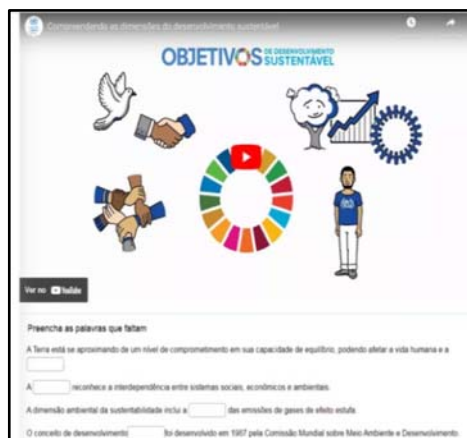 Compreendendo as dimensões do desenvolvimento sustentável
OBJETIVOS DE DESENVOLVIMENTO
SUSTENTÁVEL
Ver no YouTube
Preencha as palavras que faltam
A Terra está se aproximando de um nível de comprometimento em sua capacidade de equilíbrio, podendo afetar a vida humana e a
A reconhece a interdependência entre sistemas sociais, econômicos e ambientais.
A dimensão ambiental da sustentabilidade inclui a das emissões de gases de efeito estufa.
O conceito de desenvolvimento foi desenvolvido em 1987 pela Comissão Mundial sobre Meio Ambiente e Desenvolvimento